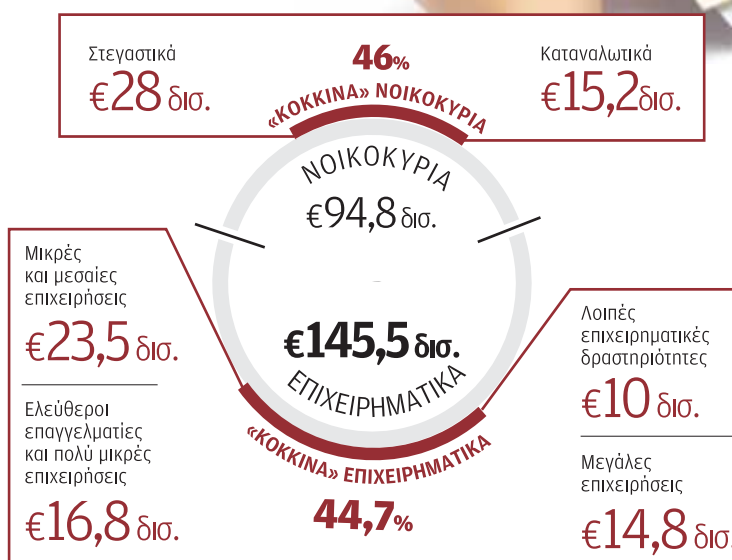 Στεγαστικά
€28 δισ.
46%
«ΚΟΚΚΙΝΑ» ΝΟΙΚΟΚΥΡΙΑ
Καταναλωτικά
€15,2δισ.
ΝΟΙΚΟΚΥΡΙΑ
€94,8 δισ.
Μικρές
και μεσαίες
επιχειρήσεις
€23,5 δισ.
Ελεύθεροι
επαγγελματίες
και πολύ μικρές
επιχειρήσεις
€16,8 δισ.
€145,5 δισ.
ΕΠΙΧΕΙΡΗΜΑΤΙΚΑ
«ΚΟΚΚΙΝΑ» ΕΠΙΧΕΙΡΗΜΑΤΙΚΑ
44,7%
Λοιπές
επιχειρηματικές
δραστηριότητες
€10 δισ.
Μεγάλες
επιχειρήσεις
€14,8 δισ.